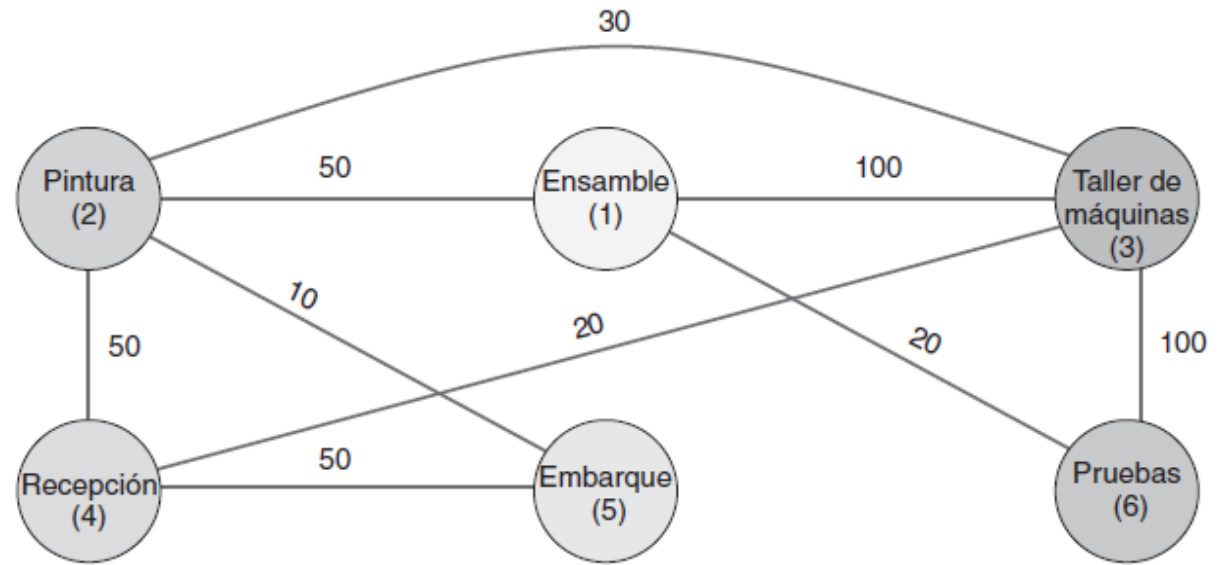 30
Pintura
(2)
50
Ensamble
(1)
100
Taller de
máquinas
(3)
10
50
20
20
100
Recepción
(4)
50
Embarque
(5)
Pruebas
(6)